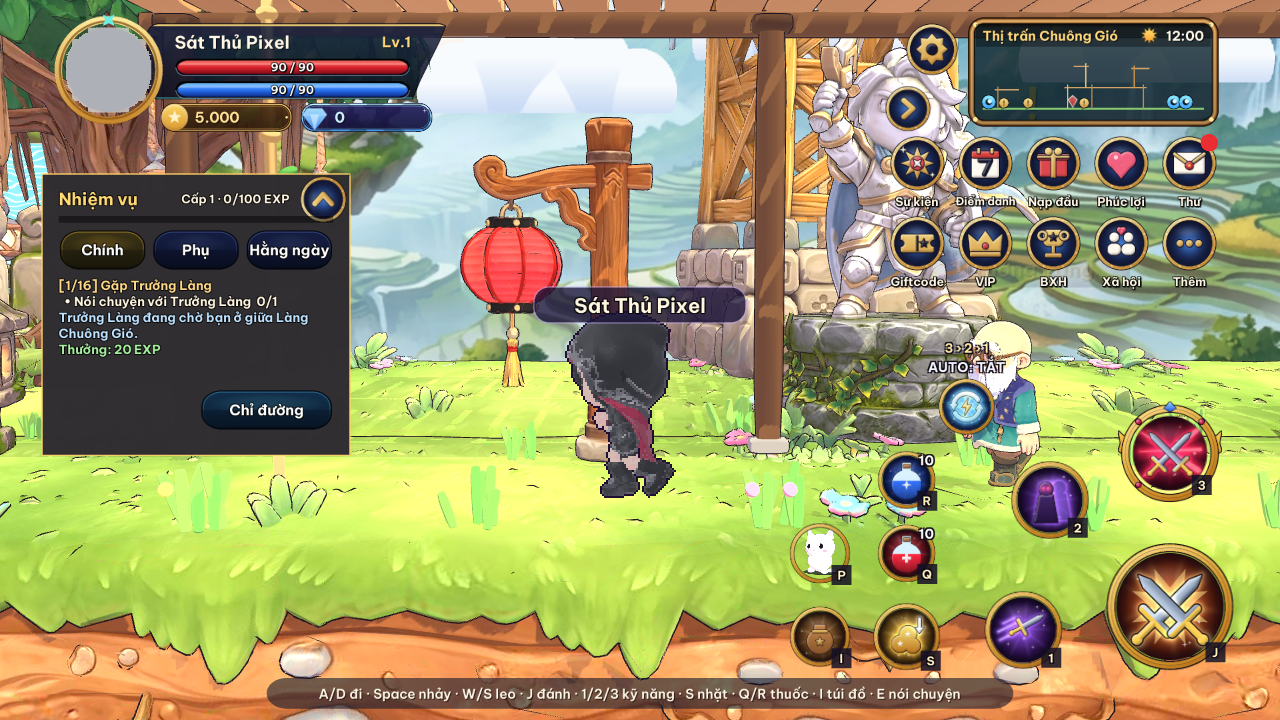 Sát Thủ Pixel Lv.1
90 / 90
90 / 90
5.000 0
Thị trấn Chuông Gió 12:00
Nhiệm vụ Cấp 1 · 0/100 EXP
Chính Phụ Hằng ngày
[1/16] Gặp Trưởng Làng
• Nói chuyện với Trưởng Làng 0/1
Trưởng Làng đang chờ bạn ở giữa Làng
Chuông Gió.
Thưởng: 20 EXP
Chỉ đường
7
Sự kiện Điểm danh Nạp đầu Phúc lợi Thư
Giftcode VIP BXH Xã hội Thêm
Sát Thủ Pixel
3>2>1
AUTO: TẮT
10
R
3
2
10
Q
P
I
S
1
J
A/D đi · Space nhảy · W/S leo · J đánh · 1/2/3 kỹ năng · S nhặt · Q/R thuốc · I túi đồ · E nói chuyện